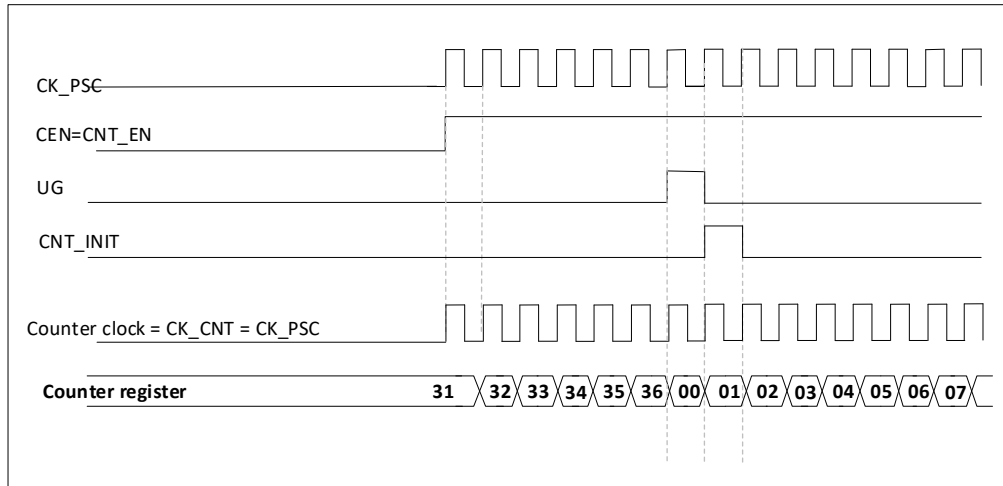 CK_PSC
CEN=CNT_EN
UG
CNT_INIT
Counter clock = CK_CNT = CK_PSC
Counter register 31 32 33 34 35 36 00 01 02 03 04 05 06 07